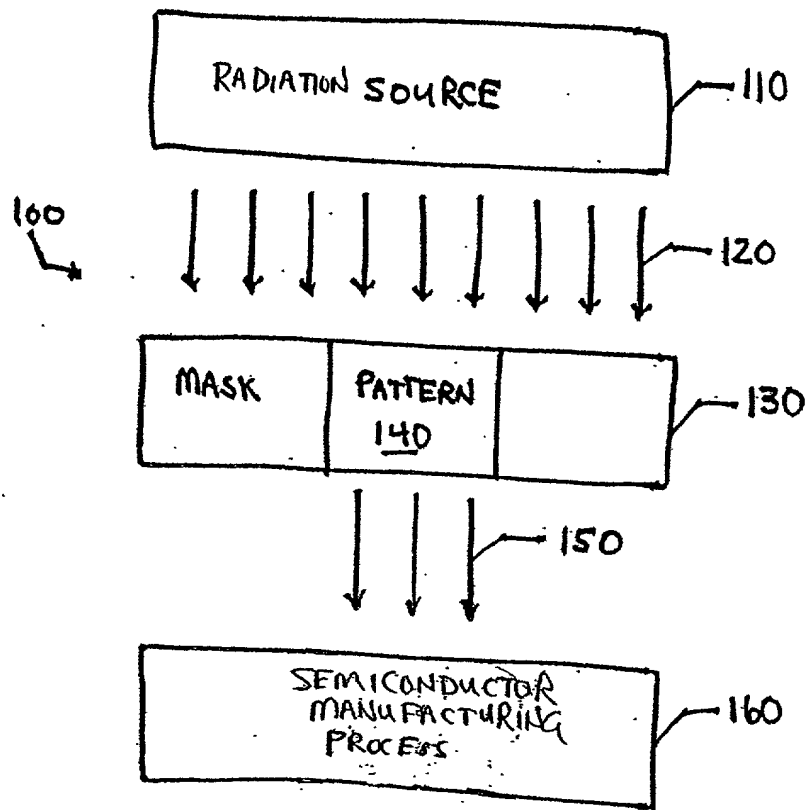 RADIATION SOURCE
110
100
120
MASK
PATTERN
140
130
150
SEMICONDUCTOR
MANUFACTURING
PROCESS
160